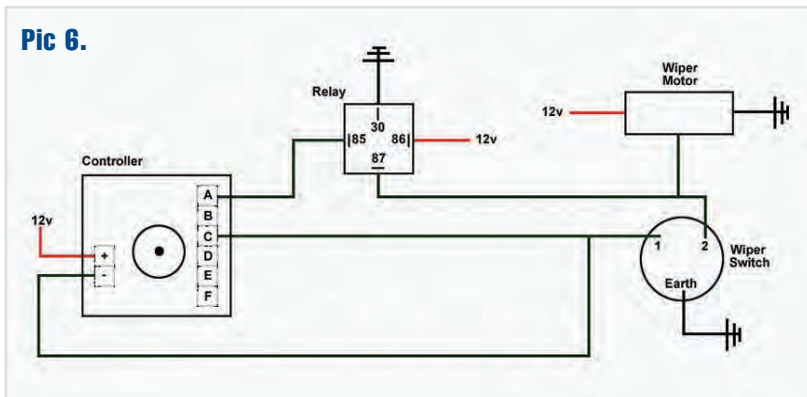 Pic 6.
Relay
30
85
86
87
12v
Wiper
Motor
12v
Controller
A
B
C
D
E
F
12v
+
-
1
2
Wiper
Switch
Earth